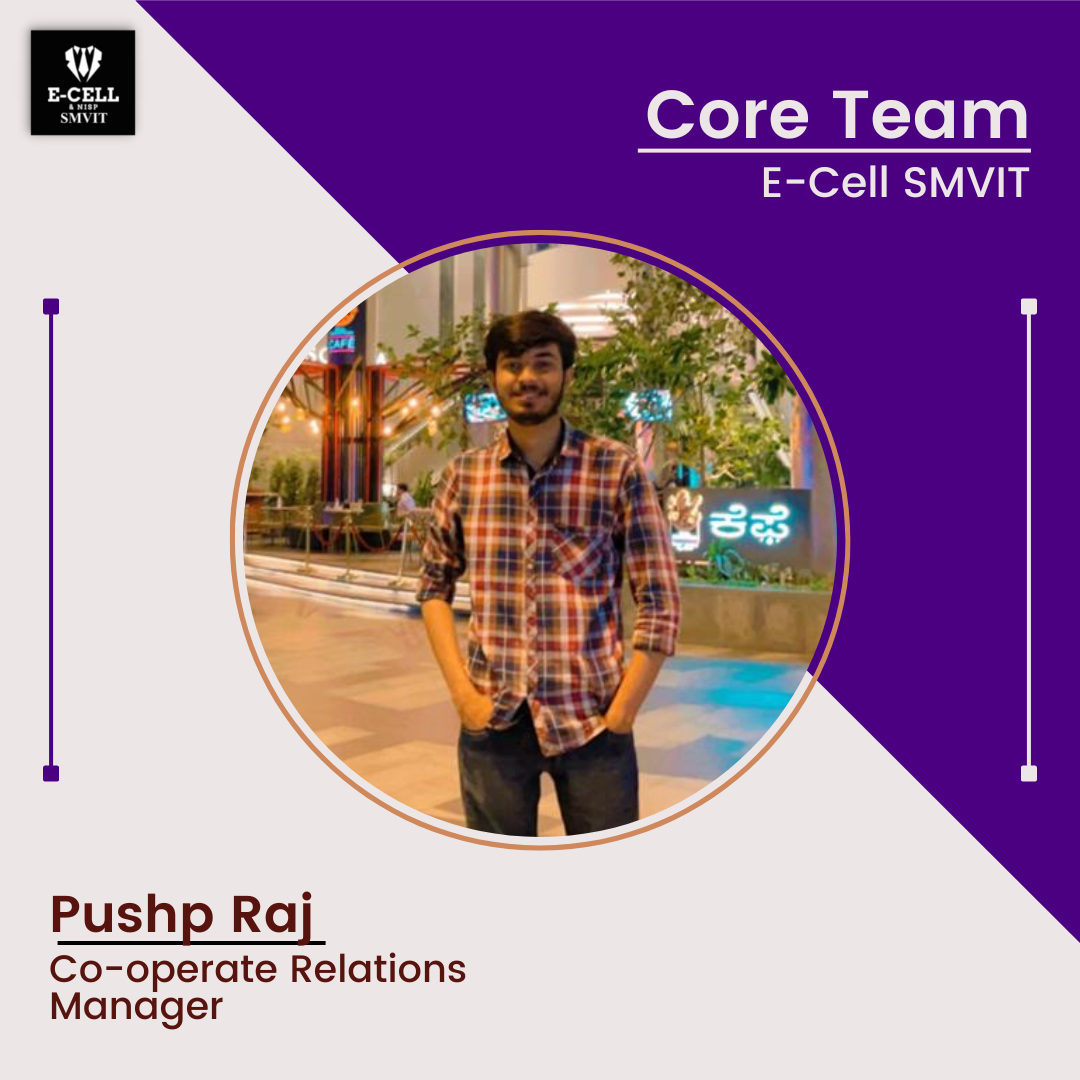 E-CELL
& NISP
SMVIT
Core Team
E-Cell SMVIT
CAFE
ಕೆಫೆ
Pushp Raj
Co-operate Relations
Manager